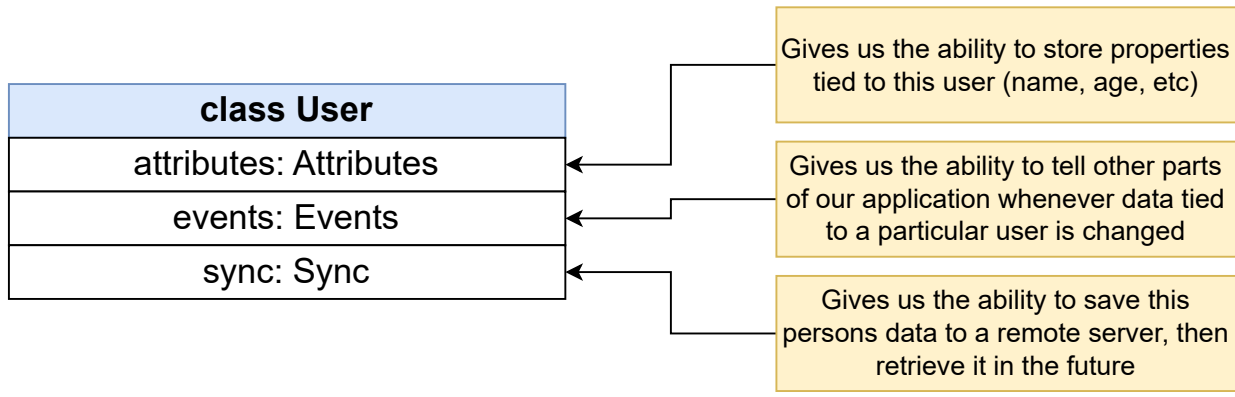 class User
attributes: Attributes
events: Events
sync: Sync
Gives us the ability to store properties
tied to this user (name, age, etc)
Gives us the ability to tell other parts
of our application whenever data tied
to a particular user is changed
Gives us the ability to save this
persons data to a remote server, then
retrieve it in the future